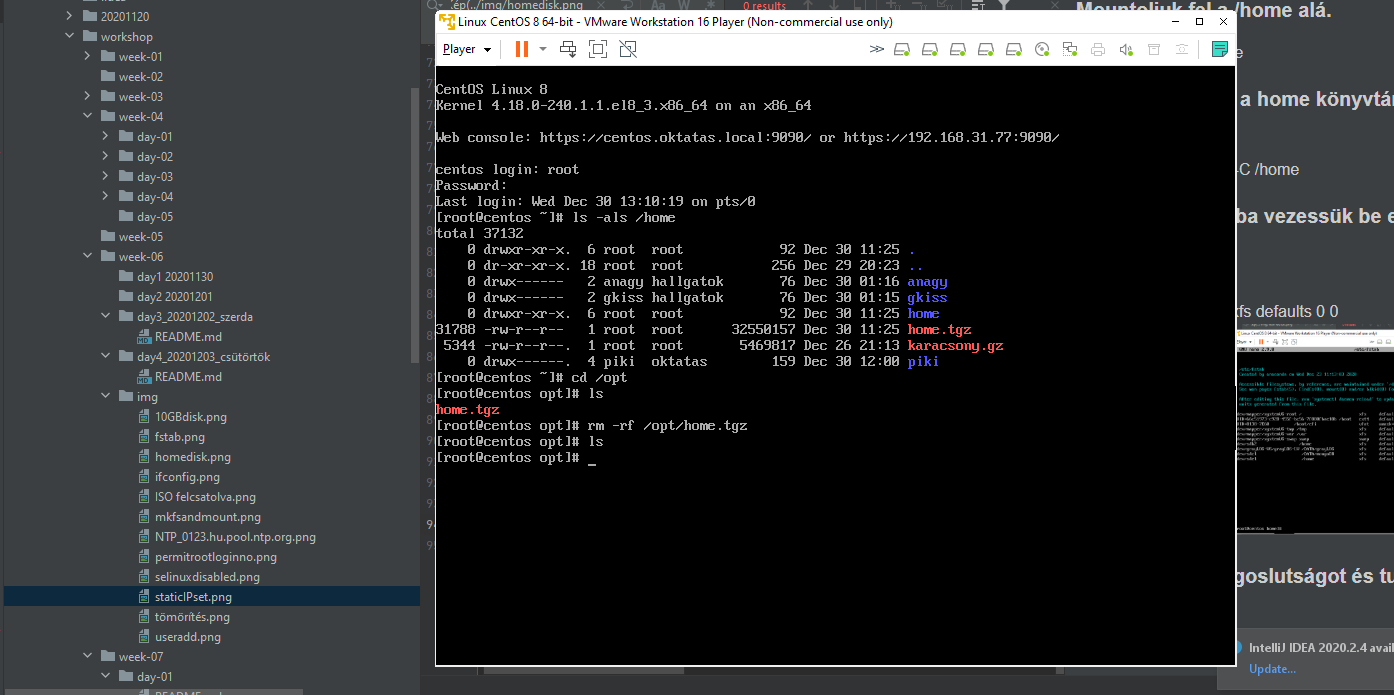 20201120
workshop
week-01
week-02
week-03
week-04
day-01
day-02
day-03
day-04
day-05
week-05
week-06
day1 20201130
day2 20201201
day3_20201202_szerda
README.md
day4_20201203_csütörtök
README.md
img
10GBdisk.png
fstab.png
homedisk.png
ifconfig.png
ISO felcsatolva.png
mkfsandmount.png
NTP_0123.hu.pool.ntp.org.png
permitrootloginno.png
selinuxdisabled.png
staticIPset.png
tömörítés.png
useradd.png
week-07
day-01
README.md
ép(../img/homedisk.png
0 results
Linux CentOS 8 64-bit - VMware Workstation 16 Player (Non-commercial use only)
Player
CentOS Linux 8
Kernel 4.18.0-240.1.1.el8_3.x86_64 on an x86_64
Web console: https://centos.oktatas.local:9090/ or https://192.168.31.77:9090/
centos login: root
Password:
Last login: Wed Dec 30 13:10:19 on pts/0
[root@centos ~]# ls -als /home
total 37132
0 drwxr-xr-x. 6 root root 92 Dec 30 11:25 .
0 dr-xr-xr-x. 18 root root 256 Dec 29 20:23 ..
0 drwx------ 2 anagy hallgatok 76 Dec 30 01:16 anagy
0 drwx------ 2 gkiss hallgatok 76 Dec 30 01:15 gkiss
0 drwxr-xr-x. 6 root root 92 Dec 30 11:25 home
31788 -rw-r--r-- 1 root root 32550157 Dec 30 11:25 home.tgz
5344 -rw-r--r--. 1 root root 5469817 Dec 26 21:13 karacsony.gz
0 drwx------. 4 piki oktatas 159 Dec 30 12:00 piki
[root@centos ~]# cd /opt
[root@centos opt]# ls
home.tgz
[root@centos opt]# rm -rf /opt/home.tgz
[root@centos opt]# ls
[root@centos opt]# _
Mountoljuk fel a /home alá.
e
a home könyvtár
-C /home
ba vezessük be e
xfs defaults 0 0
goslutságot és tu
IntelliJ IDEA 2020.2.4 avail
Update...